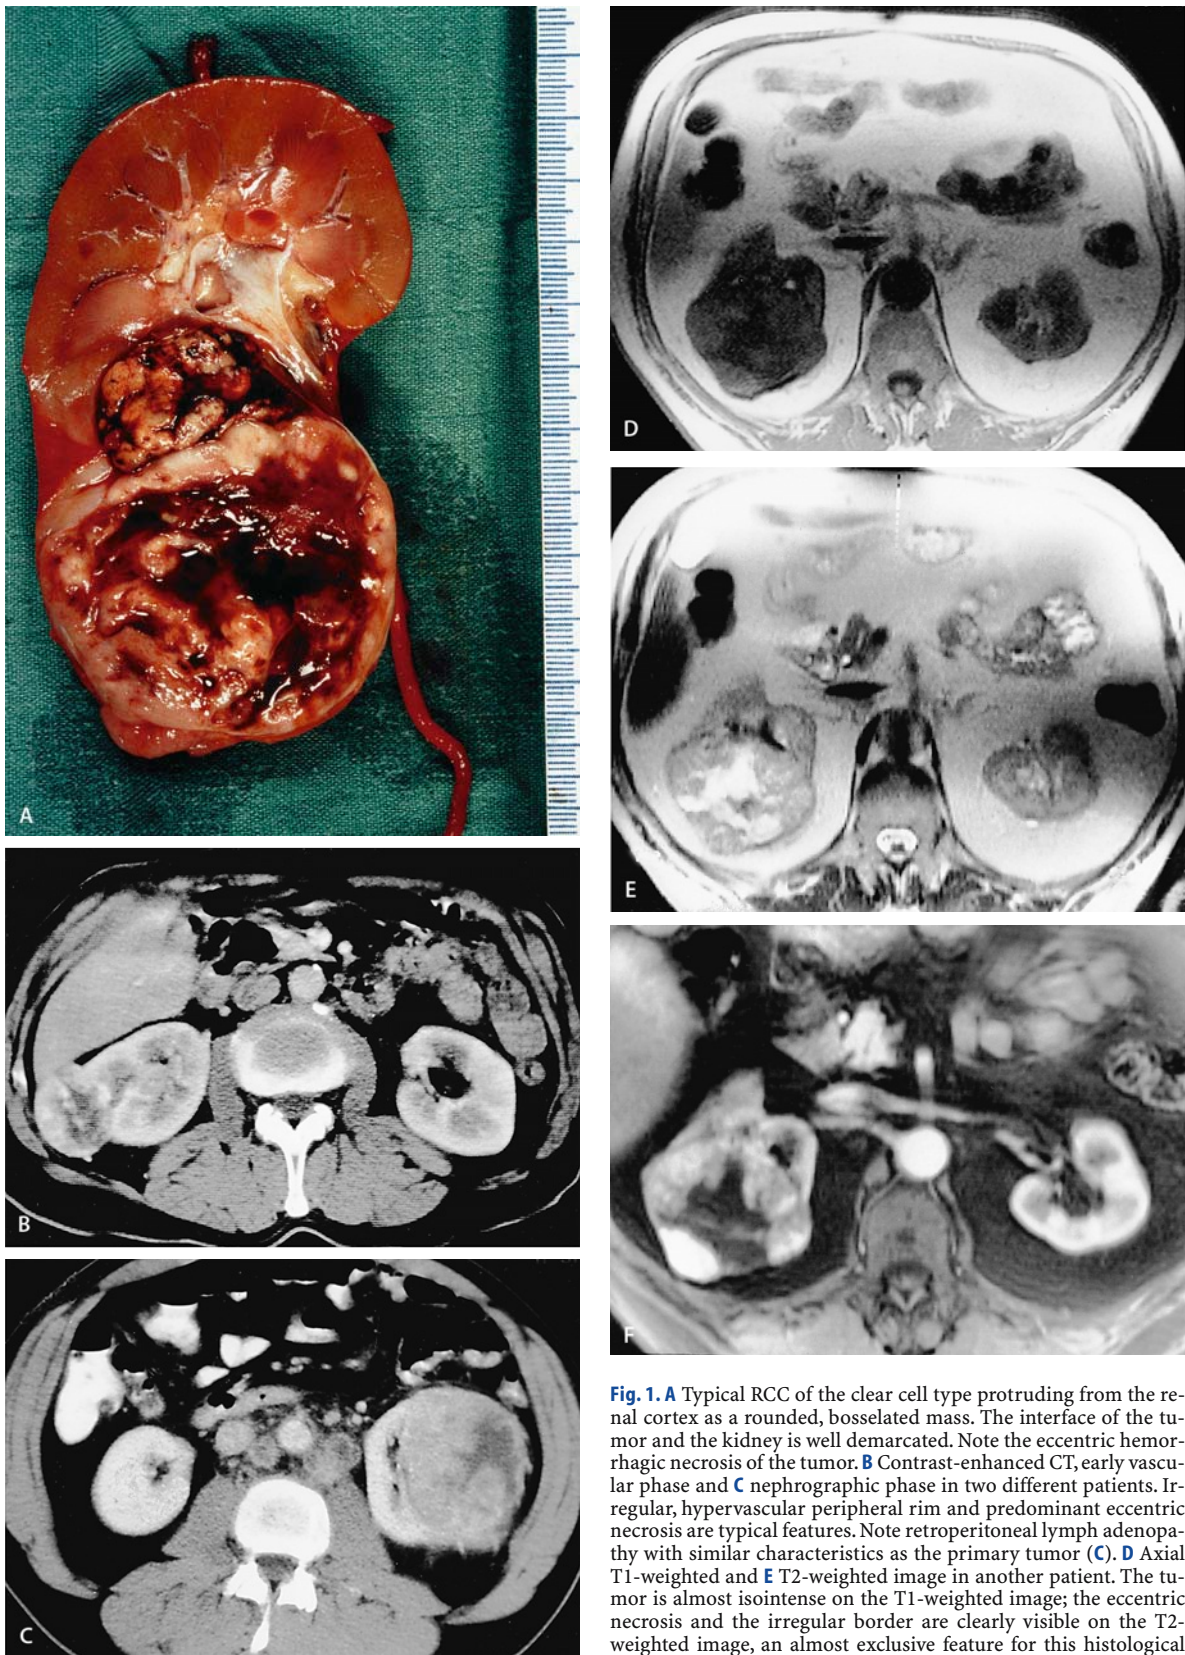 A
B
C
D
E
F
Fig. 1. A Typical RCC of the clear cell type protruding from the re-
nal cortex as a rounded, bosselated mass. The interface of the tu-
mor and the kidney is well demarcated. Note the eccentric hemor-
rhagic necrosis of the tumor. B Contrast-enhanced CT, early vascu-
lar phase and C nephrographic phase in two different patients. Ir-
regular, hypervascular peripheral rim and predominant eccentric
necrosis are typical features. Note retroperitoneal lymph adenopa-
thy with similar characteristics as the primary tumor (C). D Axial
T1-weighted and E T2-weighted image in another patient. The tu-
mor is almost isointense on the T1-weighted image; the eccentric
necrosis and the irregular border are clearly visible on the T2-
weighted image, an almost exclusive feature for this histological